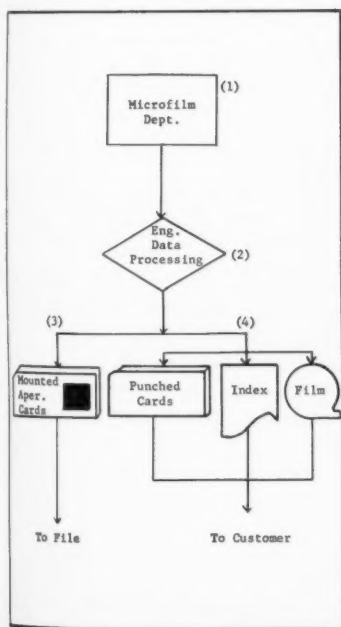 (1)
Microfilm
Dept.
Eng.
Data
Processing
(2)
(3)
(4)
Mounted
Aper.
Cards
Punched
Cards
Index
Film
To File
To Customer